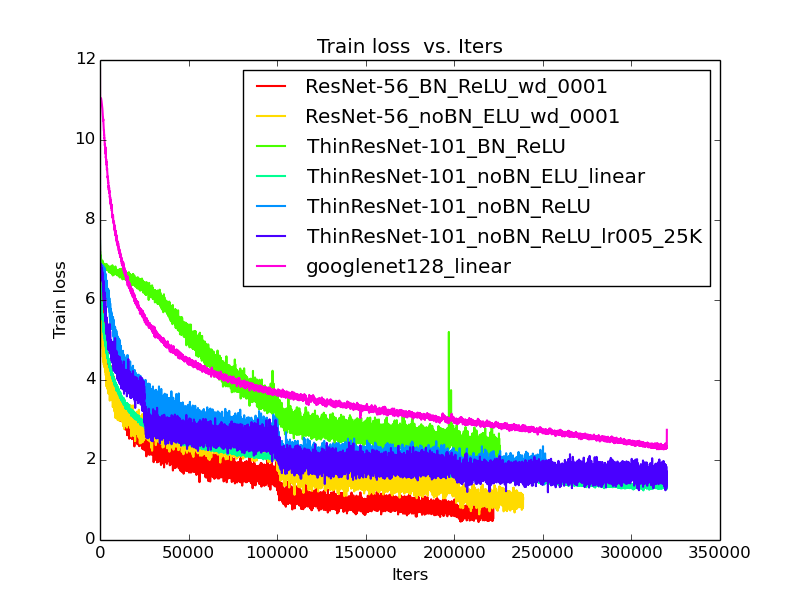 Train loss  vs. Iters
12
10
8
6
4
2
0
Train loss
ResNet-56_BN_ReLU_wd_0001
ResNet-56_noBN_ELU_wd_0001
ThinResNet-101_BN_ReLU
ThinResNet-101_noBN_ELU_linear
ThinResNet-101_noBN_ReLU
ThinResNet-101_noBN_ReLU_lr005_25K
googlenet128_linear
0 50000 100000 150000 200000 250000 300000 350000
Iters